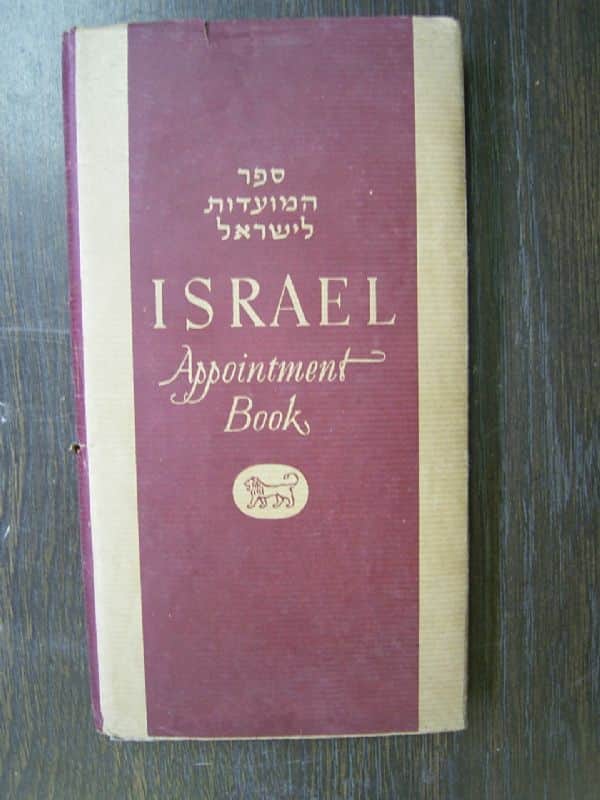 ספר
המועדות
לישראל
ISRAEL
Appointment
Book